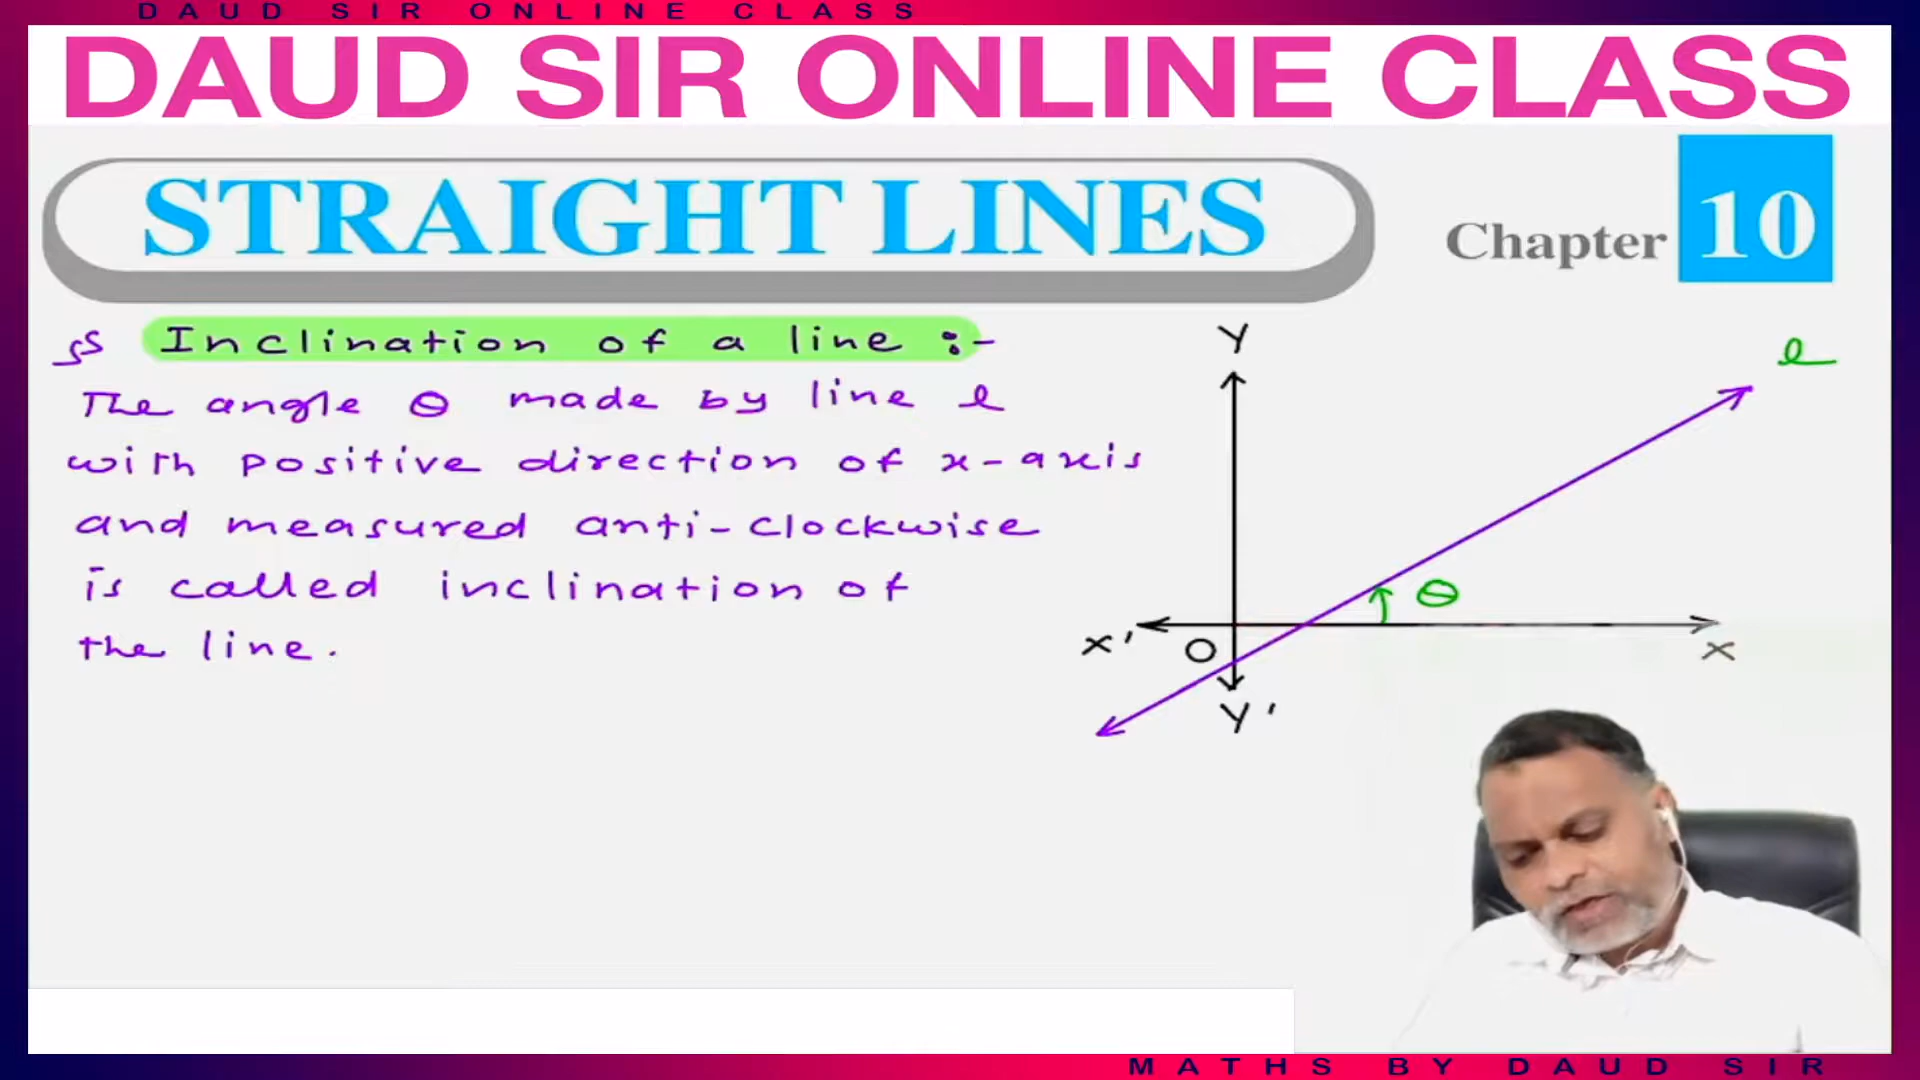 DAUD SIR ONLINE CLASS
DAUD SIR ONLINE CLASS
STRAIGHT LINES
Chapter 10
Inclination of a line :-
The angle θ made by line l
with positive direction of x-axis
and measured anti-clockwise
is called inclination of
the line.
Y
l
θ
X'
O
X
Y'
MATHS BY DAUD SIR